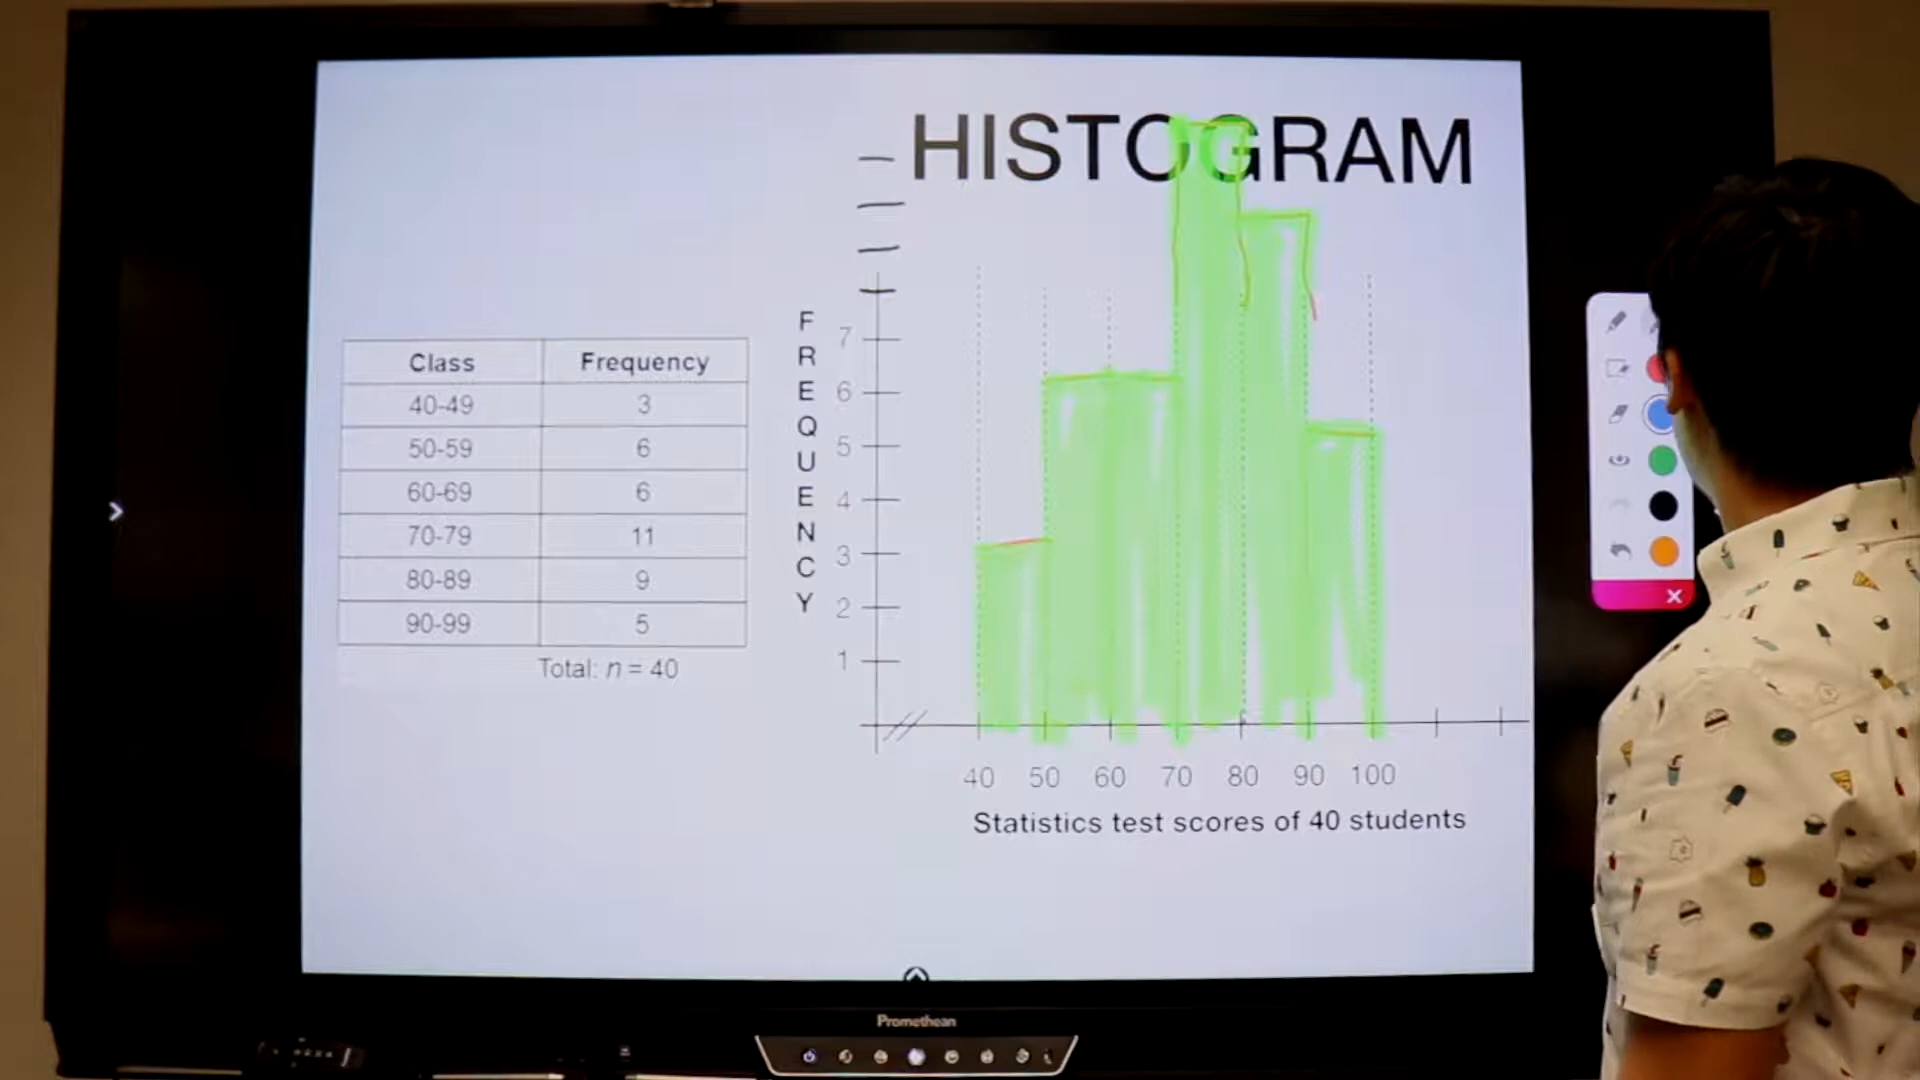 HISTOGRAM
Class Frequency
40-49 3
50-59 6
60-69 6
70-79 11
80-89 9
90-99 5
Total: n = 40
FREQUENCY
7
6
5
4
3
2
1
40 50 60 70 80 90 100
Statistics test scores of 40 students
Promethean